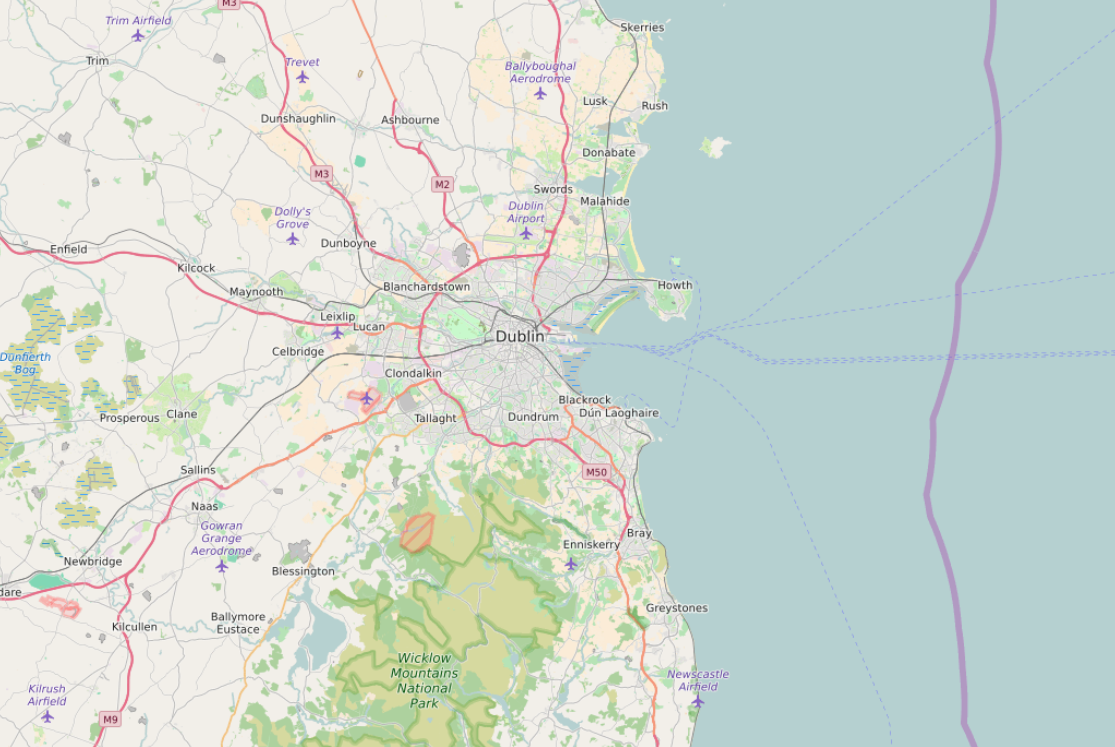 M3
Trim Airfield
Skerries
Trim
Trevet
Ballyboughal
Aerodrome
Lusk
Rush
Dunshaughlin
Ashbourne
Donabate
M3
M2
Swords
Malahide
Dublin
Airport
Dolly's
Grove
Dunboyne
Enfield
Kilcock
Maynooth
Blanchardstown
Howth
Leixlip
Lucan
Dublin
Celbridge
Dunfierth
Bog
Clondalkin
Blackrock
Prosperous
Clane
Tallaght
Dundrum
Dún Laoghaire
Sallins
M50
Naas
Gowran
Grange
Aerodrome
Bray
Enniskerry
Newbridge
Blessington
dare
Greystones
Ballymore
Eustace
Kilcullen
Wicklow
Mountains
National
Park
Newcastle
Airfield
Kilrush
Airfield
M9